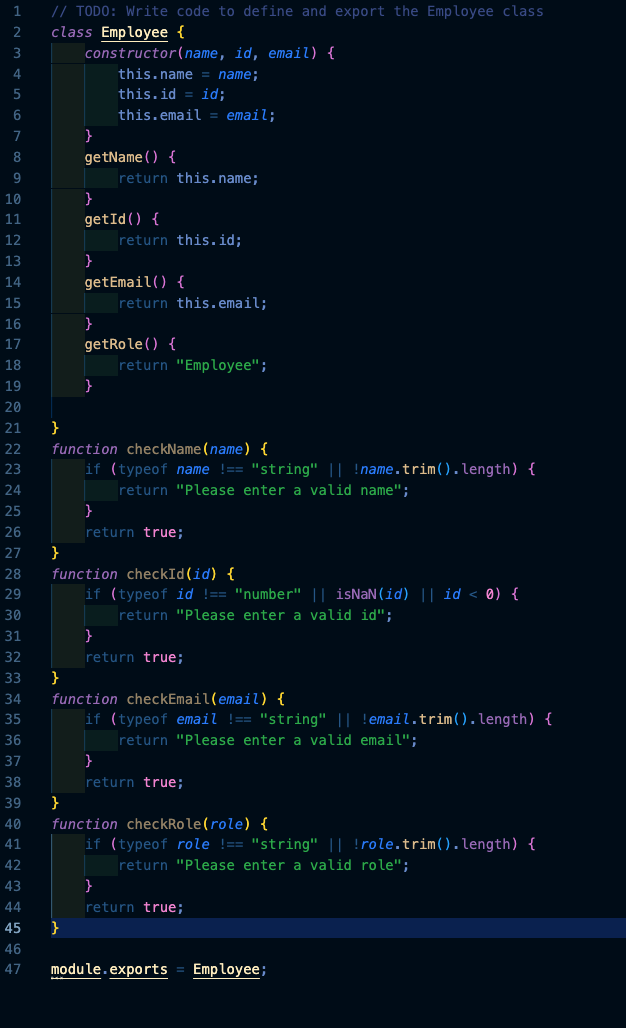 1 // TODO: Write code to define and export the Employee class
2 class Employee {
3     constructor(name, id, email) {
4         this.name = name;
5         this.id = id;
6         this.email = email;
7     }
8     getName() {
9         return this.name;
10     }
11     getId() {
12         return this.id;
13     }
14     getEmail() {
15         return this.email;
16     }
17     getRole() {
18         return "Employee";
19     }
20
21 }
22 function checkName(name) {
23     if (typeof name !== "string" || !name.trim().length) {
24         return "Please enter a valid name";
25     }
26     return true;
27 }
28 function checkId(id) {
29     if (typeof id !== "number" || isNaN(id) || id < 0) {
30         return "Please enter a valid id";
31     }
32     return true;
33 }
34 function checkEmail(email) {
35     if (typeof email !== "string" || !email.trim().length) {
36         return "Please enter a valid email";
37     }
38     return true;
39 }
40 function checkRole(role) {
41     if (typeof role !== "string" || !role.trim().length) {
42         return "Please enter a valid role";
43     }
44     return true;
45 }
46
47 module.exports = Employee;